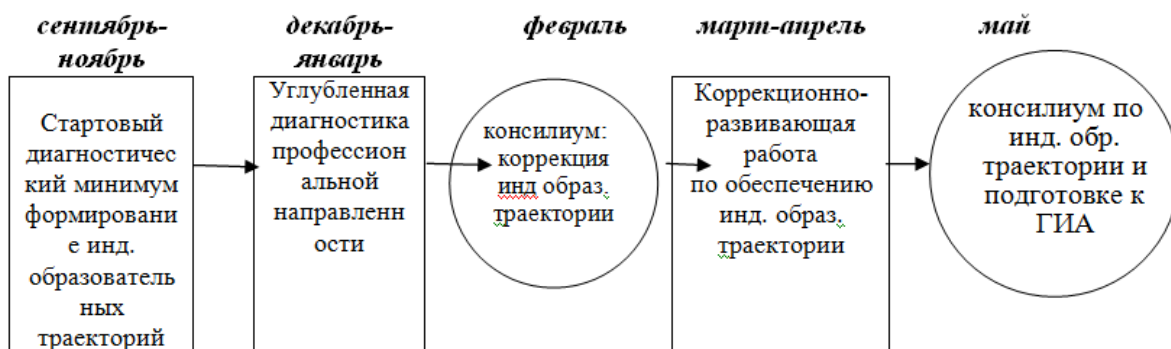 сентябрь-
ноябрь
декабрь-
январь
февраль
март-апрель
май
Стартовый
диагностичес
кий минимум
формировани
е инд.
образователь
ных
траекторий
Углубленная
диагностика
профессион
альной
направленн
ости
консилиум:
коррекция
инд образ.
траектории
Коррекционно-
развивающая
работа
по обеспечению
инд. образ.
траектории
консилиум по
инд. обр.
траектории и
подготовке к
ГИА